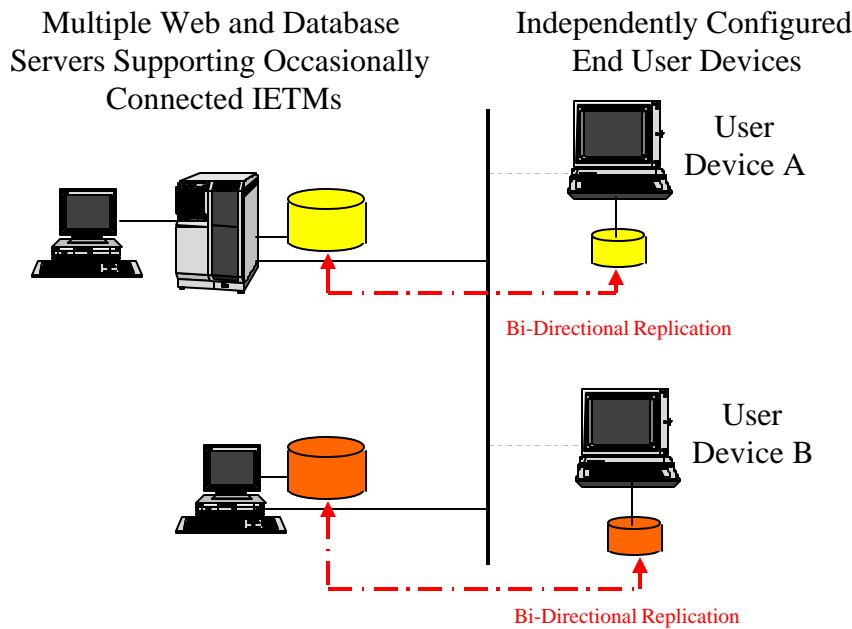 Multiple Web and Database
Servers Supporting Occasionally
Connected IETMs
Independently Configured
End User Devices
User
Device A
Bi-Directional Replication
User
Device B
Bi-Directional Replication